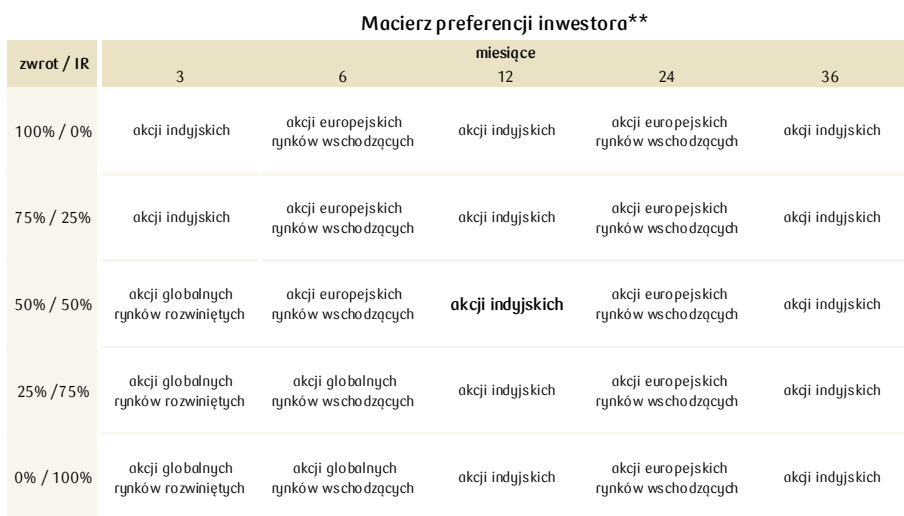 Macierz preferencji inwestora**
zwrot / IR
miesiące
3 6 12 24 36
100% / 0%
akcji indyjskich
akcji europejskich
rynków wschodzących
akcji indyjskich
akcji europejskich
rynków wschodzących
akcji indyjskich
75% / 25%
akcji indyjskich
akcji europejskich
rynków wschodzących
akcji indyjskich
akcji europejskich
rynków wschodzących
akcji indyjskich
50% / 50%
akcji globalnych
rynków rozwiniętych
akcji europejskich
rynków wschodzących
akcji indyjskich
akcji europejskich
rynków wschodzących
akcji indyjskich
25% /75%
akcji globalnych
rynków rozwiniętych
akcji globalnych
rynków wschodzących
akcji indyjskich
akcji europejskich
rynków wschodzących
akcji indyjskich
0% / 100%
akcji globalnych
rynków rozwiniętych
akcji globalnych
rynków wschodzących
akcji indyjskich
akcji europejskich
rynków wschodzących
akcji indyjskich